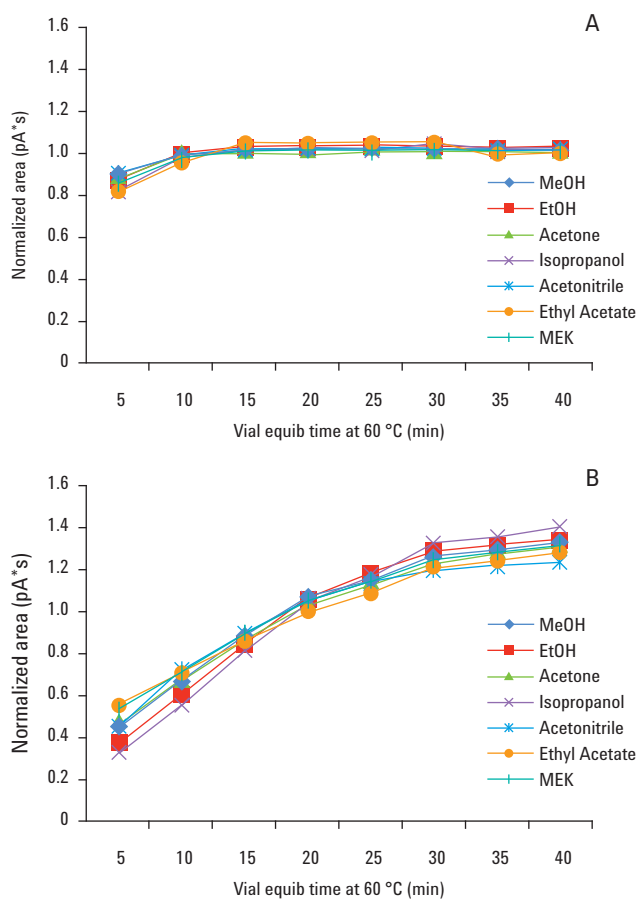 A
Normalized area (pA*s)
1.6
1.4
1.2
1.0
0.8
0.6
0.4
0.2
0
MeOH
EtOH
Acetone
Isopropanol
Acetonitrile
Ethyl Acetate
MEK
5 10 15 20 25 30 35 40
Vial equib time at 60 °C (min)
B
Normalized area (pA*s)
1.6
1.4
1.2
1.0
0.8
0.6
0.4
0.2
0
MeOH
EtOH
Acetone
Isopropanol
Acetonitrile
Ethyl Acetate
MEK
5 10 15 20 25 30 35 40
Vial equib time at 60 °C (min)